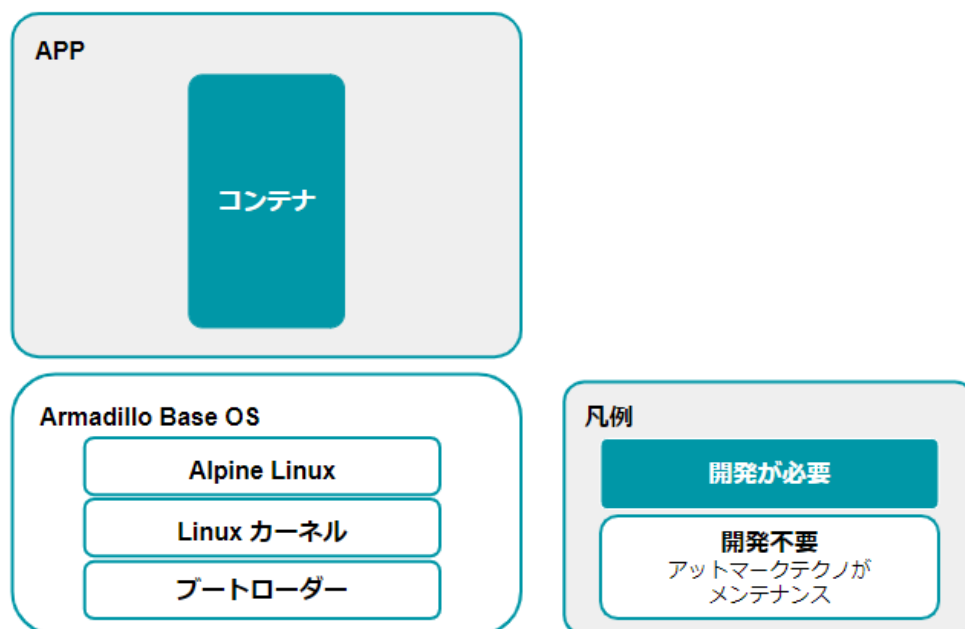 APP
コンテナ
Armadillo Base OS
Alpine Linux
Linux カーネル
ブートローダー
凡例
開発が必要
開発不要
アットマークテクノが
メンテナンス